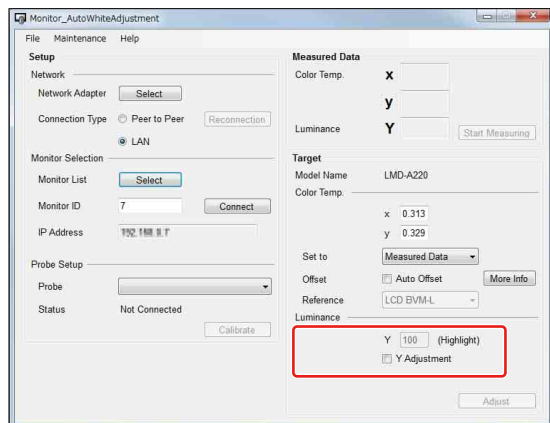 Monitor_AutoWhiteAdjustment
File Maintenance Help
Setup
Network
Network Adapter Select
Connection Type Peer to Peer Reconnection
LAN
Monitor Selection
Monitor List Select
Monitor ID 7 Connect
IP Address
Probe Setup
Probe
Status Not Connected
Calibrate
Measured Data
Color Temp. x
y
Luminance Y Start Measuring
Target
Model Name LMD-A220
Color Temp.
x 0.313
y 0.329
Set to Measured Data
Offset Auto Offset More Info
Reference LCD BVM-L
Luminance
Y 100 (Highlight)
Y Adjustment
Adjust